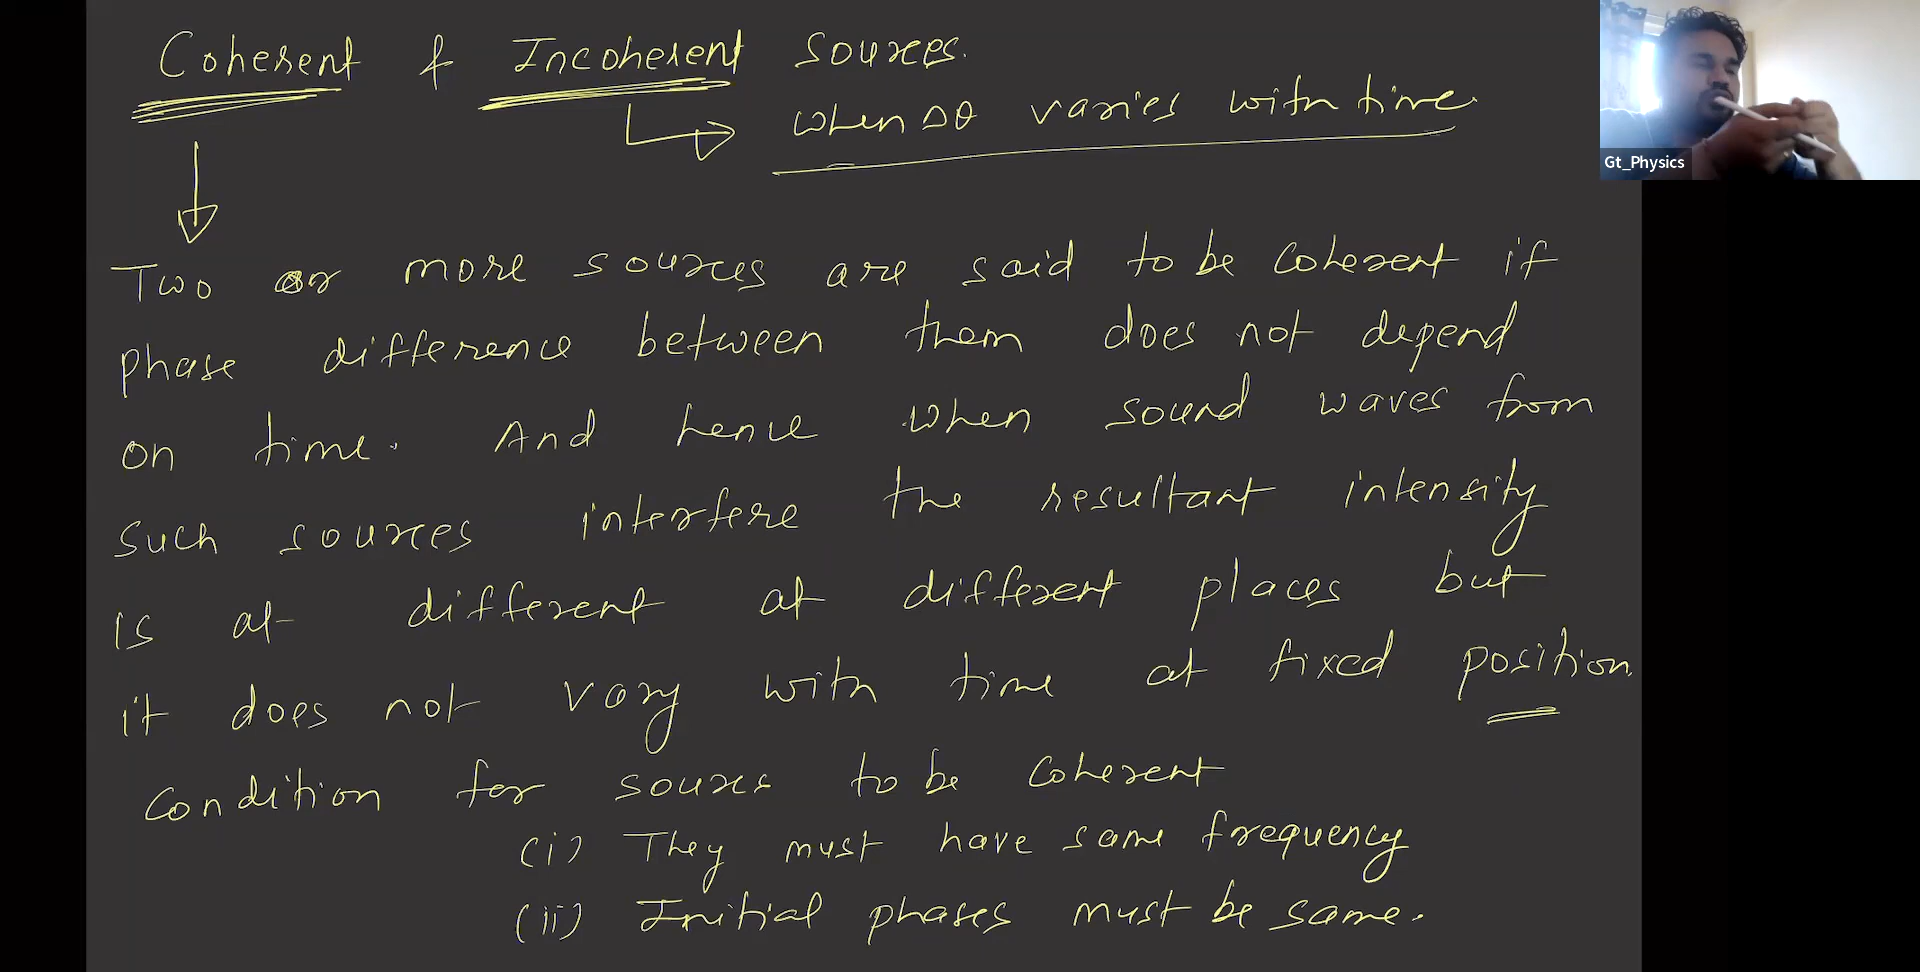 Coherent & Incoherent sources.
when Δθ varies with time.
Gt_Physics
Two or more sources are said to be coherent if
phase difference between them does not depend
on time. And hence when sound waves from
such sources interfere the resultant intensity
is at different at different places but
it does not vary with time at fixed position.
Condition for sources to be coherent
(i) They must have same frequency
(ii) Initial phases must be same.